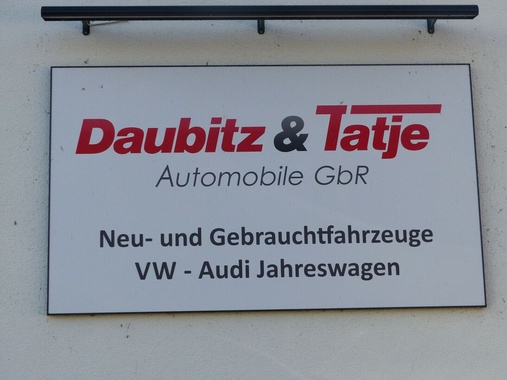 Daubitz & Tatje
Automobile GbR
Neu- und Gebrauchtfahrzeuge
VW - Audi Jahreswagen